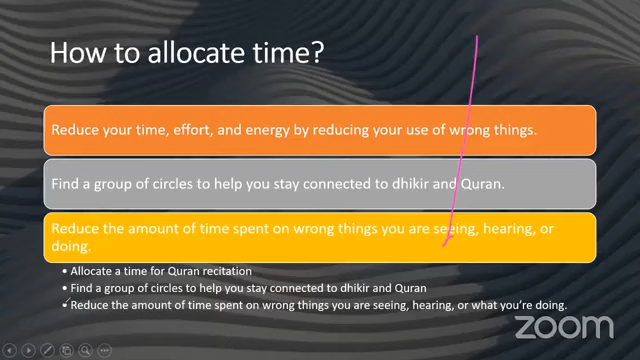 How to allocate time?
Reduce your time, effort, and energy by reducing your use of wrong things.
Find a group of circles to help you stay connected to dhikir and Quran.
Reduce the amount of time spent on wrong things you are seeing, hearing, or
doing.
• Allocate a time for Quran recitation
• Find a group of circles to help you stay connected to dhikir and Quran
• Reduce the amount of time spent on wrong things you are seeing, hearing, or what you're doing.
zoom